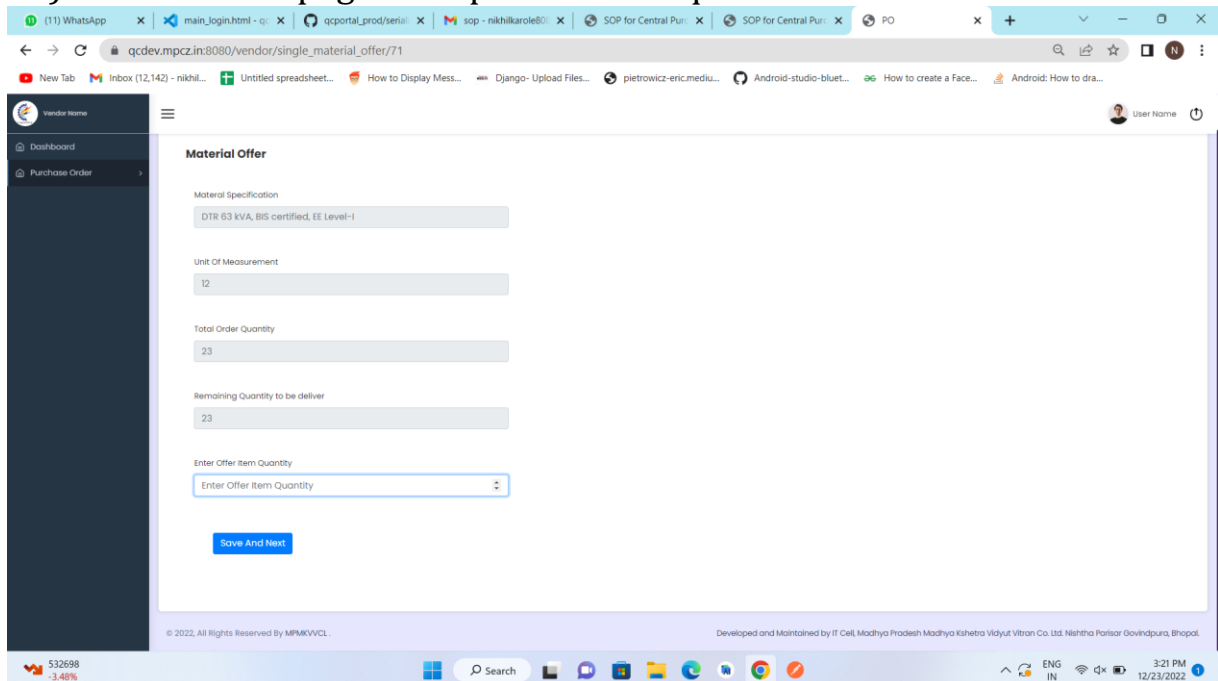 (11) WhatsApp
main_login.html - qc
qcportal_prod/seriali
sop - nikhilkarole80
SOP for Central Purc
SOP for Central Purc
PO
qcdev.mpcz.in:8080/vendor/single_material_offer/71
N
New Tab
Inbox (12,142) - nikhil...
Untitled spreadsheet...
How to Display Mess...
Django- Upload Files...
pietrowicz-eric.mediu...
Android-studio-bluet...
How to create a Face...
Android: How to dra...
Vendor Name
User Name
Dashboard
Purchase Order
Material Offer
Materal Specification
DTR 63 kVA, BIS certified, EE Level-I
Unit Of Measurement
12
Total Order Quantity
23
Remaining Quantity to be deliver
23
Enter Offer Item Quantity
Enter Offer Item Quantity
Save And Next
© 2022, All Rights Reserved By MPMKVVCL .
Developed and Maintained by IT Cell, Madhya Pradesh Madhya Kshetra Vidyut Vitran Co. Ltd. Nishtha Parisar Govindpura, Bhopal.
532698
-3.48%
Search
ENG
IN
3:21 PM
12/23/2022
1